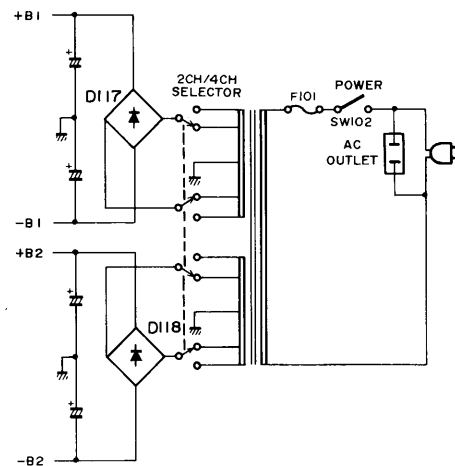 +B1
D117
2CH/4CH
SELECTOR
F101
POWER
SW102
AC
OUTLET
-B1
+B2
D118
-B2
+
+
+
+